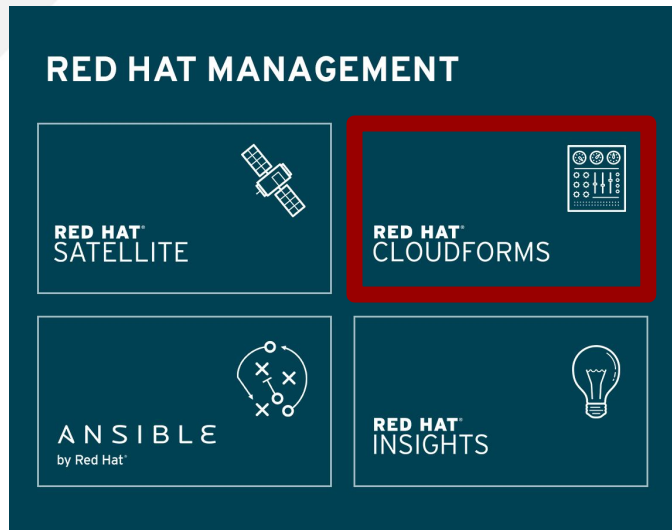 RED HAT MANAGEMENT
RED HAT®
SATELLITE
RED HAT®
CLOUDFORMS
ANSIBLE
by Red Hat®
RED HAT®
INSIGHTS